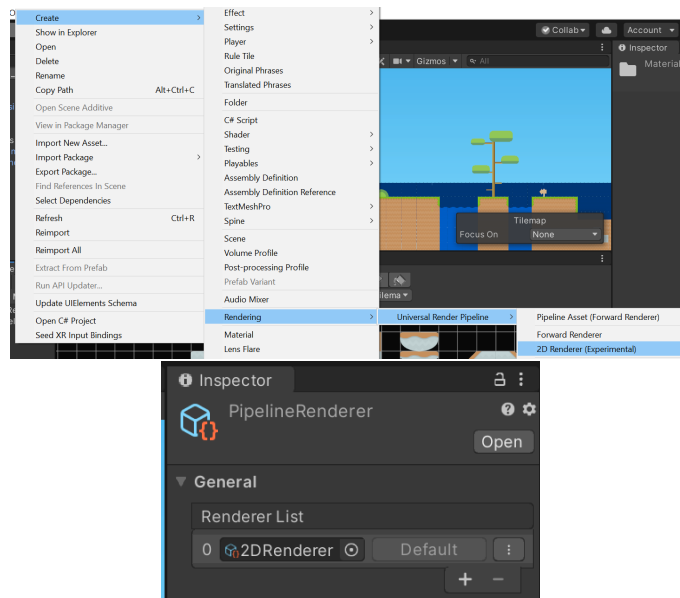 Create
Show in Explorer
Open
Delete
Rename
Copy Path Alt+Ctrl+C
Open Scene Additive
View in Package Manager
Import New Asset...
Import Package
Export Package...
Find References In Scene
Select Dependencies
Refresh Ctrl+R
Reimport
Reimport All
Extract From Prefab
Run API Updater...
Update UIElements Schema
Open C# Project
Seed XR Input Bindings
Effect
Settings
Player
Rule Tile
Original Phrases
Translated Phrases
Folder
C# Script
Shader
Testing
Playables
Assembly Definition
Assembly Definition Reference
TextMeshPro
Spine
Scene
Volume Profile
Post-processing Profile
Prefab Variant
Audio Mixer
Rendering
Material
Lens Flare
Universal Render Pipeline
Pipeline Asset (Forward Renderer)
Forward Renderer
2D Renderer (Experimental)
Collab
Account
Gizmos
All
Inspector
Material
Tilemap
Focus On None
Inspector
PipelineRenderer
Open
General
Renderer List
0 2DRenderer Default